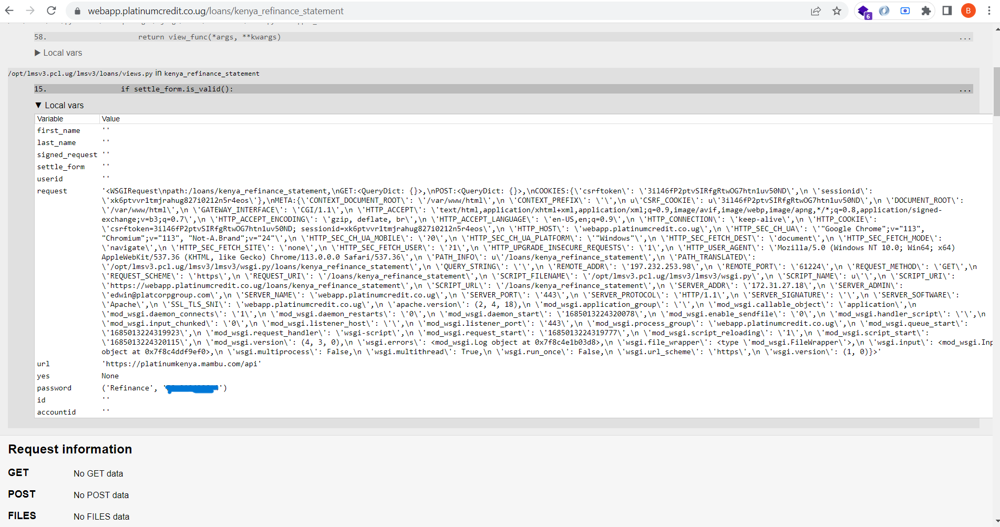 webapp.platinumcredit.co.ug/loans/kenya_refinance_statement
6
B
58. return view_func(*args, **kwargs) ...
▶ Local vars
/opt/lmsv3.pcl.ug/lmsv3/loans/views.py in kenya_refinance_statement
15. if settle_form.is_valid(): ...
▼ Local vars
Variable Value
first_name ''
last_name ''
signed_request ''
settle_form ''
userid ''
request '<WSGIRequest\npath:/loans/kenya_refinance_statement,\nGET:<QueryDict: {}>,\nPOST:<QueryDict: {}>,\nCOOKIES:{\'csrftoken\': \'3il46fP2ptvSIRfgRtwOG7htn1uv50ND\',\n \'sessionid\':
\'xk6ptvvr1tmjrahug827i0212n5r4eos\'},\nMETA:{\'CONTEXT_DOCUMENT_ROOT\': \'/var/www/html\',\n \'CONTEXT_PREFIX\': \'\',\n u\'CSRF_COOKIE\': u\'3il46fP2ptvSIRfgRtwOG7htn1uv50ND\',\n \'DOCUMENT_ROOT\':
\'/var/www/html\',\n \'GATEWAY_INTERFACE\': \'CGI/1.1\',\n \'HTTP_ACCEPT\': \'text/html,application/xhtml+xml,application/xml;q=0.9,image/avif,image/webp,image/apng,*/*;q=0.8,application/signed-
exchange;v=b3;q=0.7\',\n \'HTTP_ACCEPT_ENCODING\': \'gzip, deflate, br\',\n \'HTTP_ACCEPT_LANGUAGE\': \'en-US,en;q=0.9\',\n \'HTTP_CONNECTION\': \'keep-alive\',\n \'HTTP_COOKIE\':
\'csrftoken=3il46fP2ptvSIRfgRtwOG7htn1uv50ND; sessionid=xk6ptvvr1tmjrahug827i0212n5r4eos\',\n \'HTTP_HOST\': \'webapp.platinumcredit.co.ug\',\n \'HTTP_SEC_CH_UA\': \'"Google Chrome";v="113",
"Chromium";v="113", "Not-A.Brand";v="24"\',\n \'HTTP_SEC_CH_UA_MOBILE\': \'?0\',\n \'HTTP_SEC_CH_UA_PLATFORM\': \'"Windows"\',\n \'HTTP_SEC_FETCH_DEST\': \'document\',\n \'HTTP_SEC_FETCH_MODE\':
\'navigate\',\n \'HTTP_SEC_FETCH_SITE\': \'none\',\n \'HTTP_SEC_FETCH_USER\': \'?1\',\n \'HTTP_UPGRADE_INSECURE_REQUESTS\': \'1\',\n \'HTTP_USER_AGENT\': \'Mozilla/5.0 (Windows NT 10.0; Win64; x64)
AppleWebKit/537.36 (KHTML, like Gecko) Chrome/113.0.0.0 Safari/537.36\',\n \'PATH_INFO\': u\'/loans/kenya_refinance_statement\',\n \'PATH_TRANSLATED\':
\'/opt/lmsv3.pcl.ug/lmsv3/lmsv3/wsgi.py/loans/kenya_refinance_statement\',\n \'QUERY_STRING\': \'\',\n \'REMOTE_ADDR\': \'197.232.253.98\',\n \'REMOTE_PORT\': \'61224\',\n \'REQUEST_METHOD\': \'GET\',\n
\'REQUEST_SCHEME\': \'https\',\n \'REQUEST_URI\': \'/loans/kenya_refinance_statement\',\n \'SCRIPT_FILENAME\': \'/opt/lmsv3.pcl.ug/lmsv3/lmsv3/wsgi.py\',\n \'SCRIPT_NAME\': u\'\',\n \'SCRIPT_URI\':
\'https://webapp.platinumcredit.co.ug/loans/kenya_refinance_statement\',\n \'SCRIPT_URL\': \'/loans/kenya_refinance_statement\',\n \'SERVER_ADDR\': \'172.31.27.18\',\n \'SERVER_ADMIN\':
\'edwin@platcorpgroup.com\',\n \'SERVER_NAME\': \'webapp.platinumcredit.co.ug\',\n \'SERVER_PORT\': \'443\',\n \'SERVER_PROTOCOL\': \'HTTP/1.1\',\n \'SERVER_SIGNATURE\': \'\',\n \'SERVER_SOFTWARE\':
\'Apache\',\n \'SSL_TLS_SNI\': \'webapp.platinumcredit.co.ug\',\n \'apache.version\': (2, 4, 18),\n \'mod_wsgi.application_group\': \'\',\n \'mod_wsgi.callable_object\': \'application\',\n
\'mod_wsgi.daemon_connects\': \'1\',\n \'mod_wsgi.daemon_restarts\': \'0\',\n \'mod_wsgi.daemon_start\': \'1685013224320078\',\n \'mod_wsgi.enable_sendfile\': \'0\',\n \'mod_wsgi.handler_script\': \'\',\n
\'mod_wsgi.input_chunked\': \'0\',\n \'mod_wsgi.listener_host\': \'\',\n \'mod_wsgi.listener_port\': \'443\',\n \'mod_wsgi.process_group\': \'webapp.platinumcredit.co.ug\',\n \'mod_wsgi.queue_start\':
\'1685013224319923\',\n \'mod_wsgi.request_handler\': \'wsgi-script\',\n \'mod_wsgi.request_start\': \'1685013224319777\',\n \'mod_wsgi.script_reloading\': \'1\',\n \'mod_wsgi.script_start\':
\'1685013224320115\',\n \'mod_wsgi.version\': (4, 3, 0),\n \'wsgi.errors\': <mod_wsgi.Log object at 0x7f8c4e1b03d8>,\n \'wsgi.file_wrapper\': <type \'mod_wsgi.FileWrapper\'>,\n \'wsgi.input\': <mod_wsgi.Inp
object at 0x7f8c4ddf9ef0>,\n \'wsgi.multiprocess\': False,\n \'wsgi.multithread\': True,\n \'wsgi.run_once\': False,\n \'wsgi.url_scheme\': \'https\',\n \'wsgi.version\': (1, 0)}>'
url 'https://platinumkenya.mambu.com/api'
yes None
password ('Refinance', ' ')
id ''
accountid ''
Request information
GET No GET data
POST No POST data
FILES No FILES data